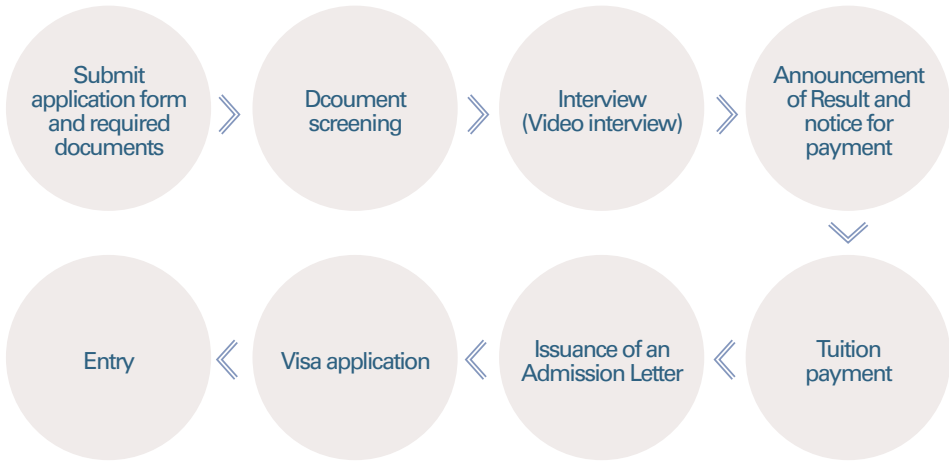 Submit
application form
and required
documents
Dcoument
screening
Interview
(Video interview)
Announcement
of Result and
notice for
payment
Tuition
payment
Issuance of an
Admission Letter
Visa application
Entry